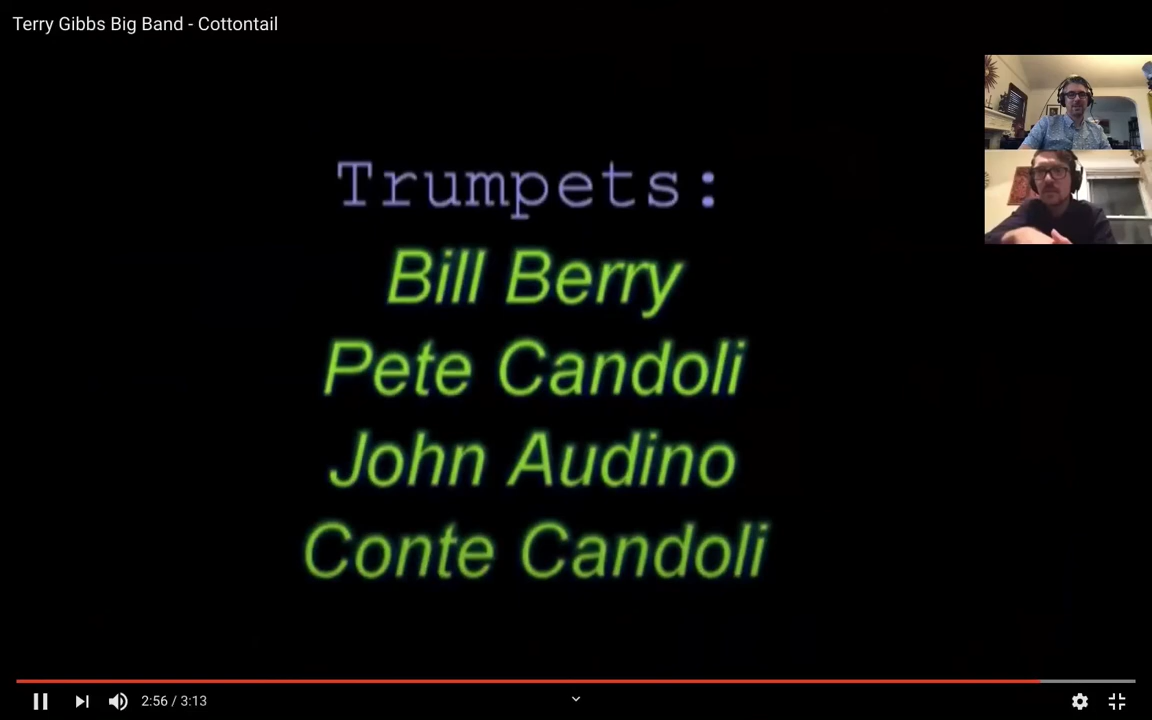 Terry Gibbs Big Band - Cottontail
Trumpets:
Bill Berry
Pete Candoli
John Audino
Conte Candoli
2:56 / 3:13